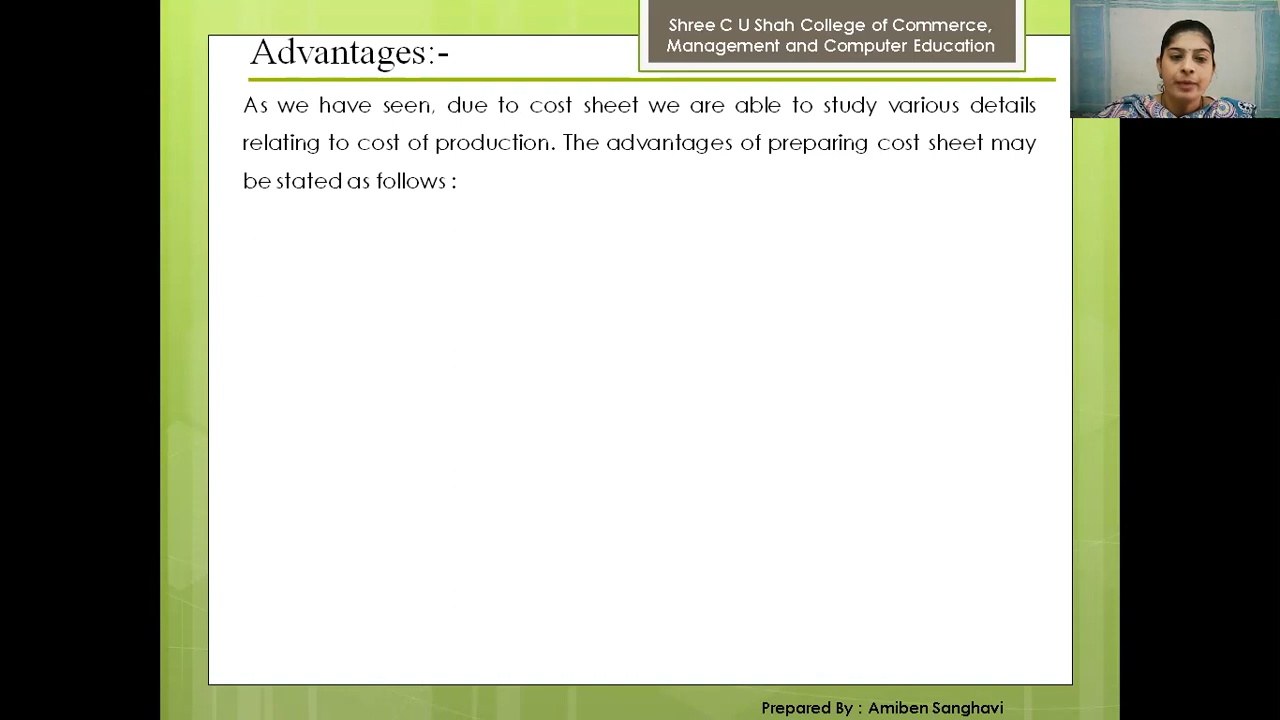 Shree C U Shah College of Commerce,
Management and Computer Education
Advantages:-
As we have seen, due to cost sheet we are able to study various details
relating to cost of production. The advantages of preparing cost sheet may
be stated as follows :
Prepared By : Amiben Sanghavi